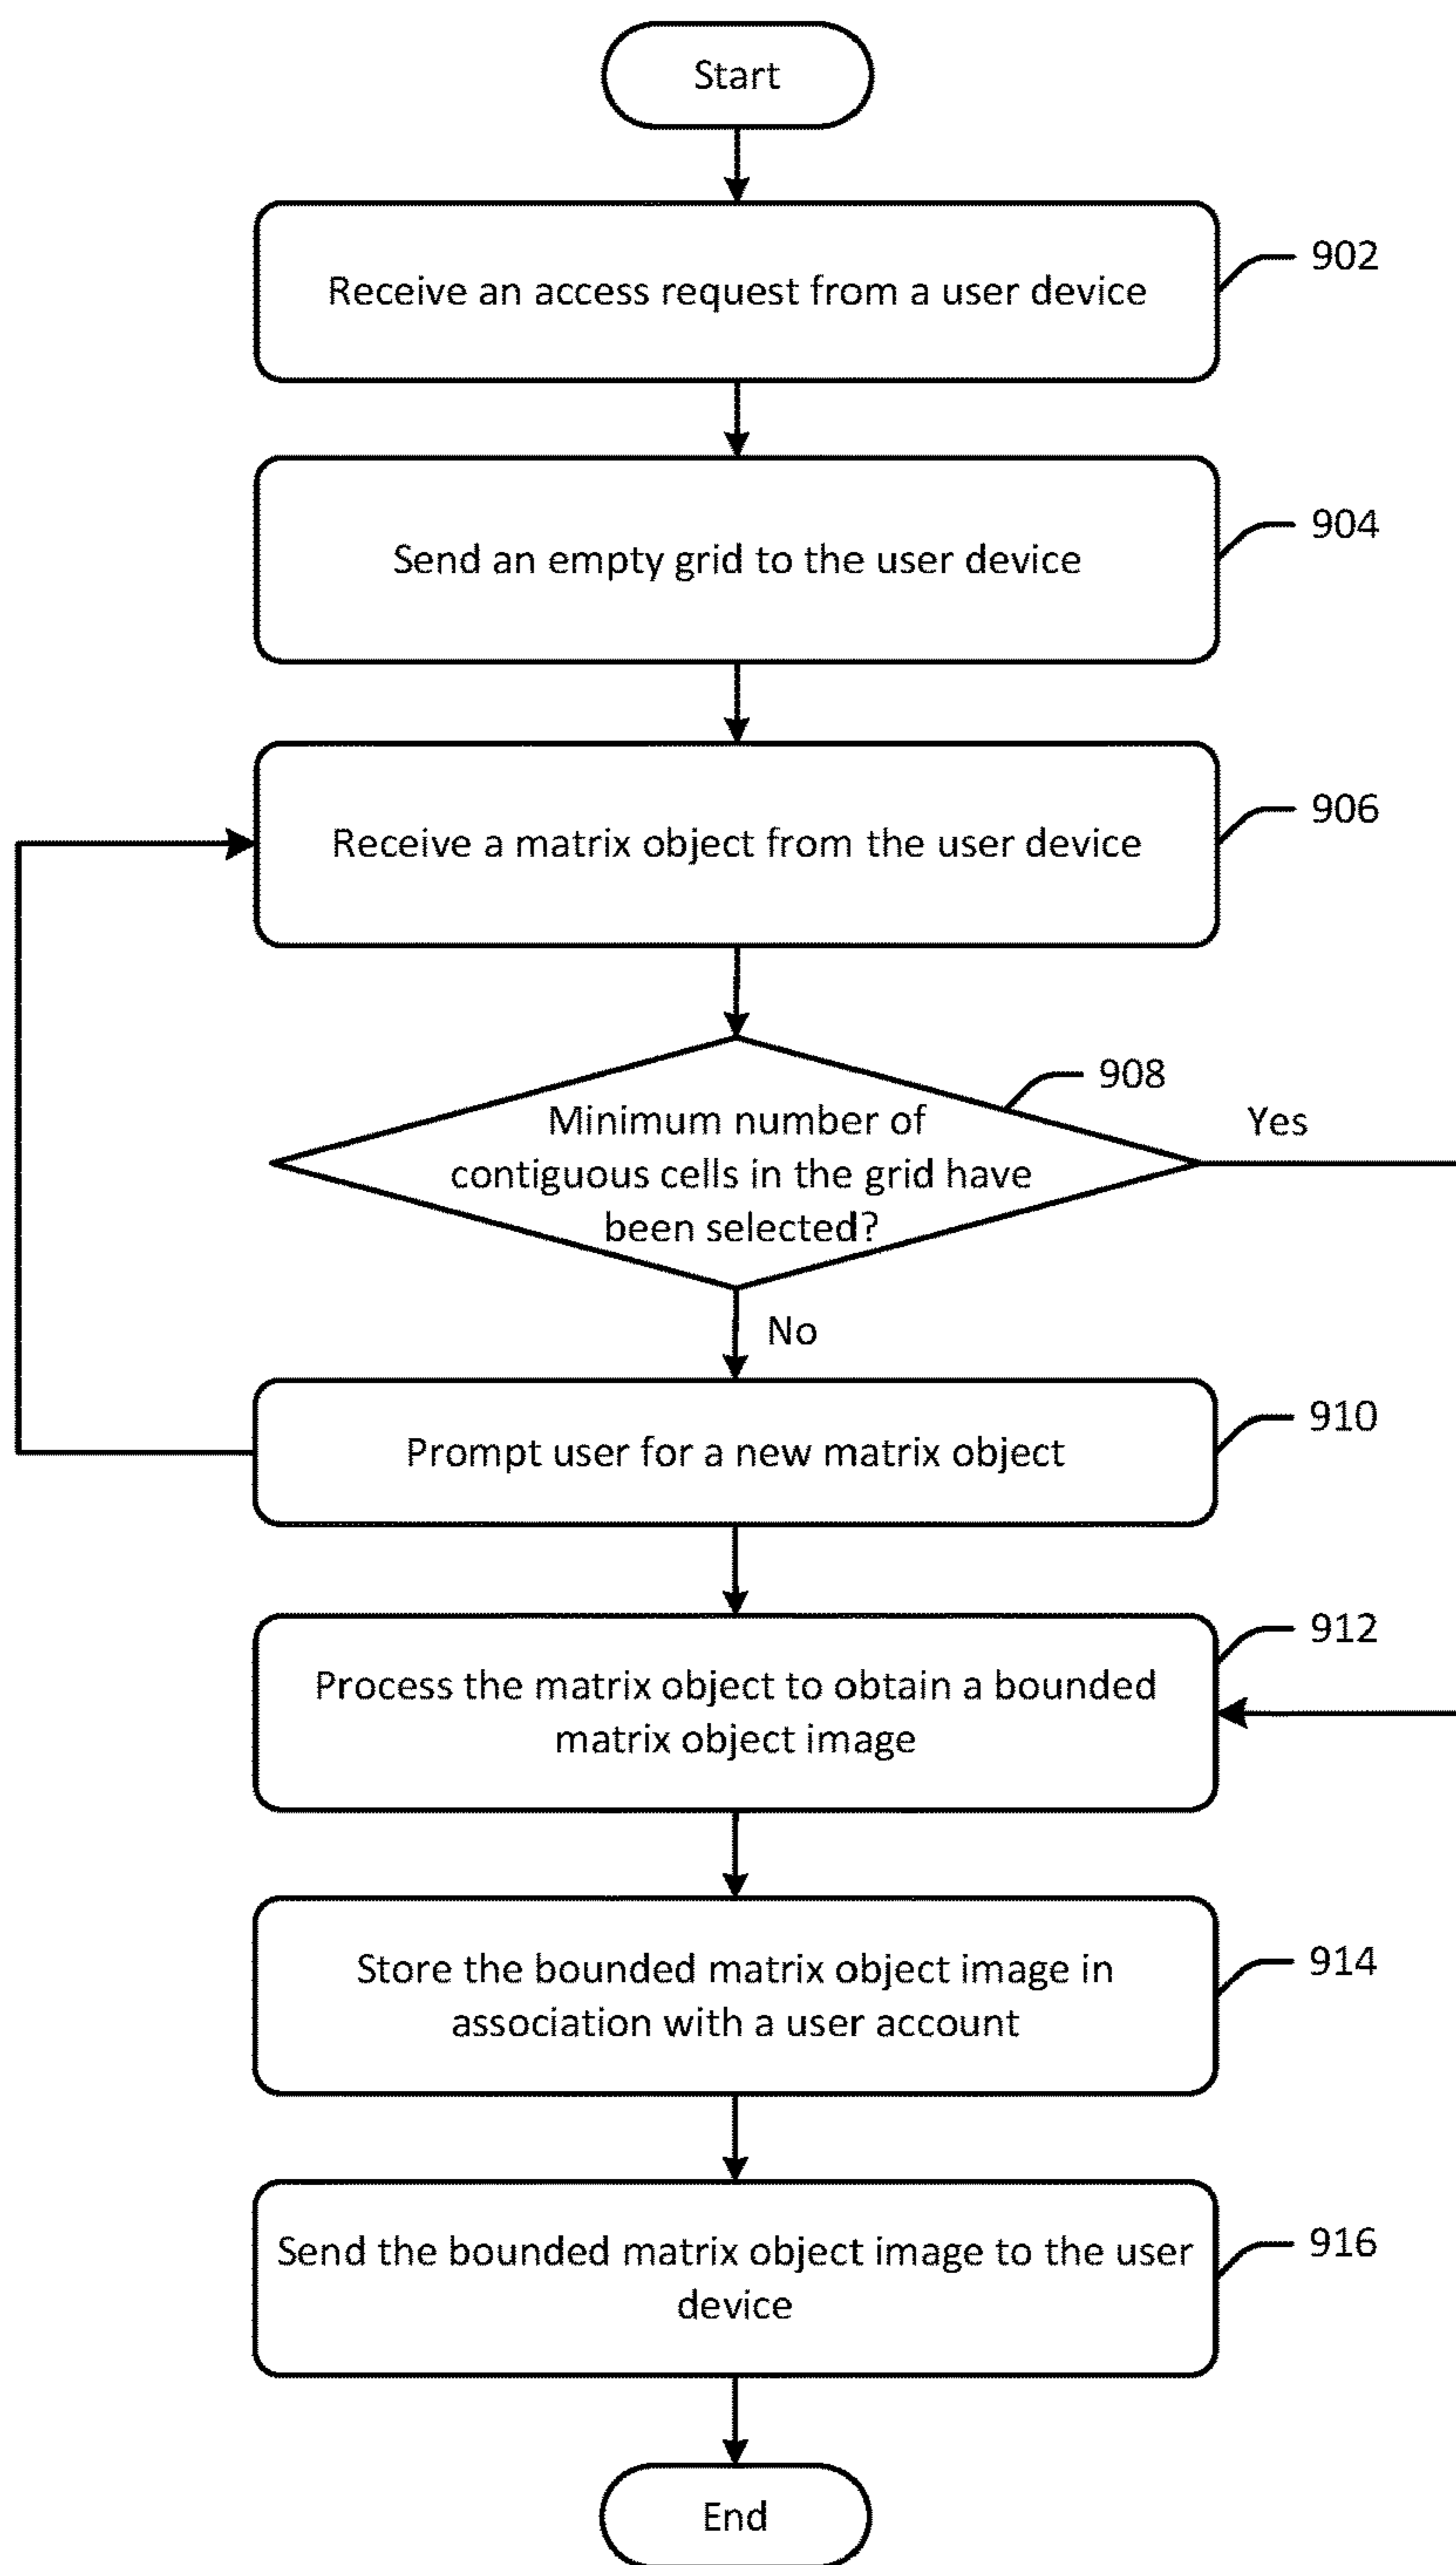 Start
Receive an access request from a user device
902
Send an empty grid to the user device
904
Receive a matrix object from the user device
906
908
Minimum number of
contiguous cells in the grid have
been selected?
Yes
No
Prompt user for a new matrix object
910
Process the matrix object to obtain a bounded
matrix object image
912
Store the bounded matrix object image in
association with a user account
914
Send the bounded matrix object image to the user
device
916
End